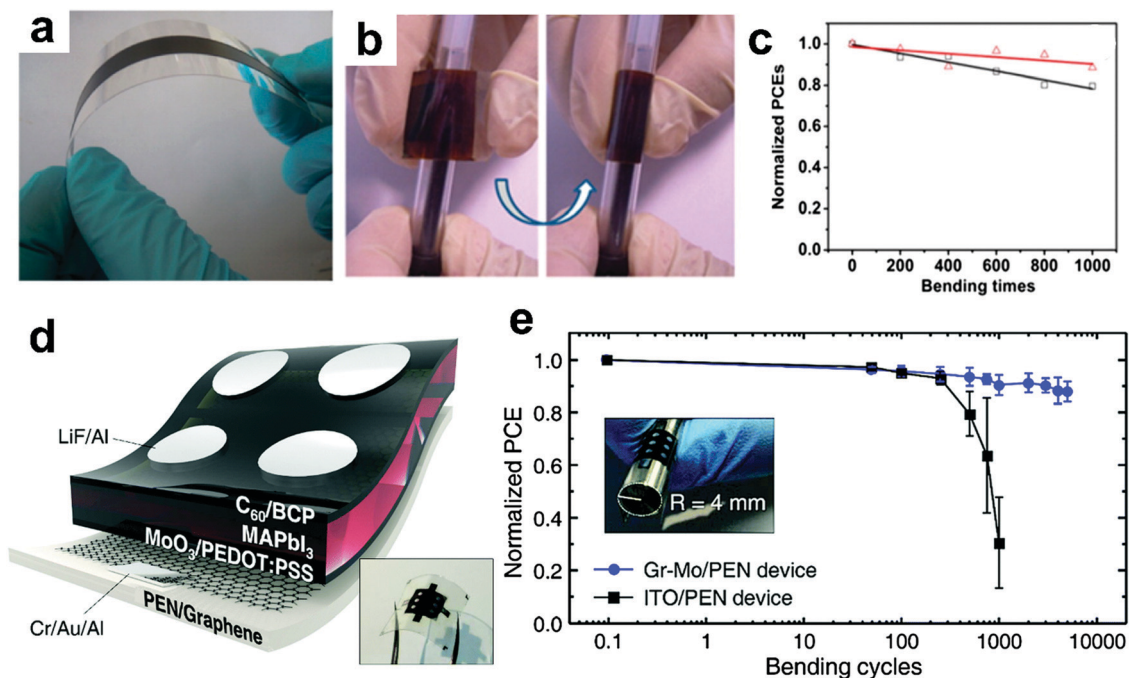 a
b
c
Normalized PCEs
1.0
0.8
0.6
0.4
0.2
0.0
0 200 400 600 800 1000
Bending times
d
LiF/Al
C60/BCP
MAPbI3
MoO3/PEDOT:PSS
PEN/Graphene
Cr/Au/Al
e
Normalized PCE
1.0
0.8
0.6
0.4
0.2
0.0
R = 4 mm
Gr-Mo/PEN device
ITO/PEN device
0.1 1 10 100 1000 10000
Bending cycles